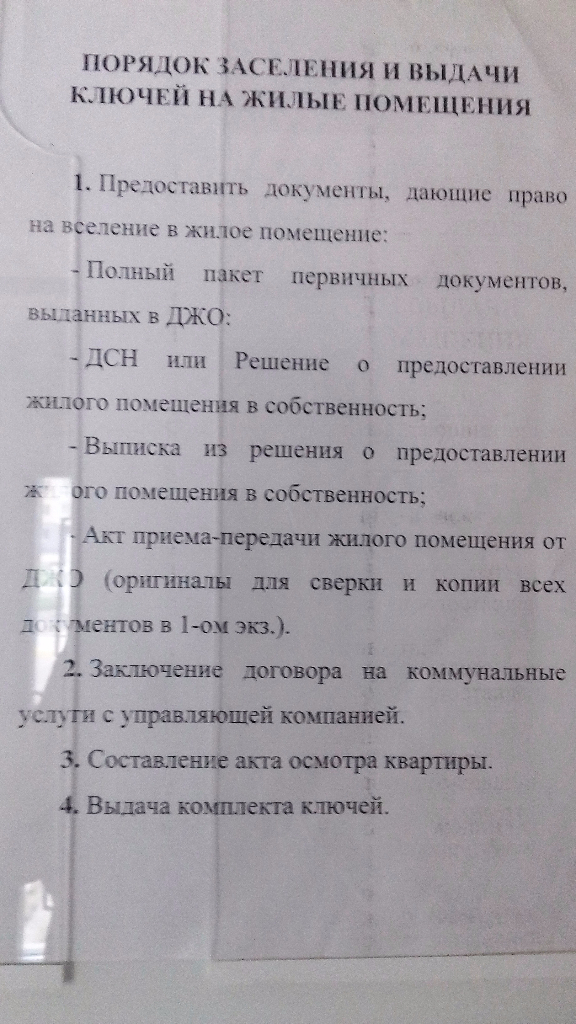 ПОРЯДОК ЗАСЕЛЕНИЯ И ВЫДАЧИ
КЛЮЧЕЙ НА ЖИЛЫЕ ПОМЕЩЕНИЯ
1. Предоставить документы, дающие право
на вселение в жилое помещение:
- Полный пакет первичных документов,
выданных в ДЖО:
- ДСН или Решение о предоставлении
жилого помещения в собственность;
- Выписка из решения о предоставлении
жилого помещения в собственность;
- Акт приема-передачи жилого помещения от
ДЖО (оригиналы для сверки и копии всех
документов в 1-ом экз.).
2. Заключение договора на коммунальные
услуги с управляющей компанией.
3. Составление акта осмотра квартиры.
4. Выдача комплекта ключей.